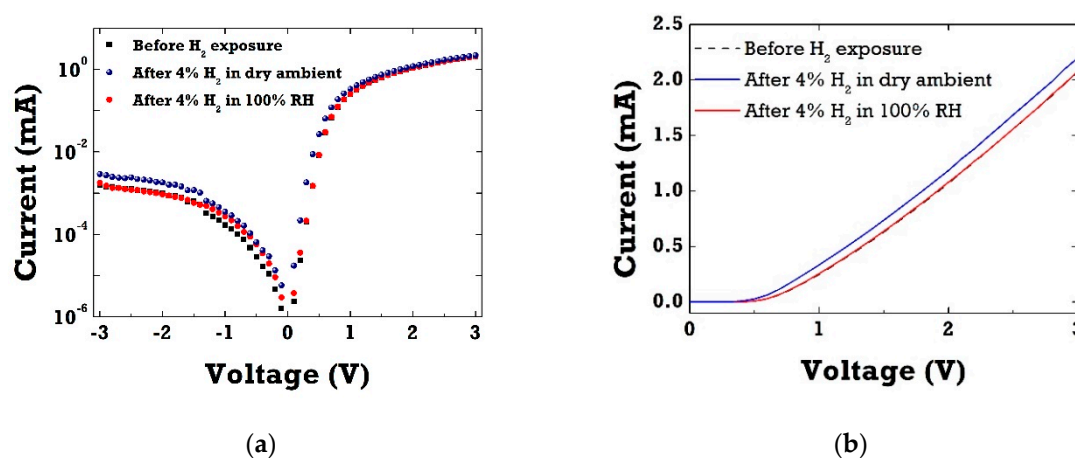 Before H2 exposure
After 4% H2 in dry ambient
After 4% H2 in 100% RH
Current (mA)
10^0
10^-2
10^-4
10^-6
-3 -2 -1 0 1 2 3
Voltage (V)
(a)
Before H2 exposure
After 4% H2 in dry ambient
After 4% H2 in 100% RH
Current (mA)
2.5
2.0
1.5
1.0
0.5
0.0
0 1 2 3
Voltage (V)
(b)